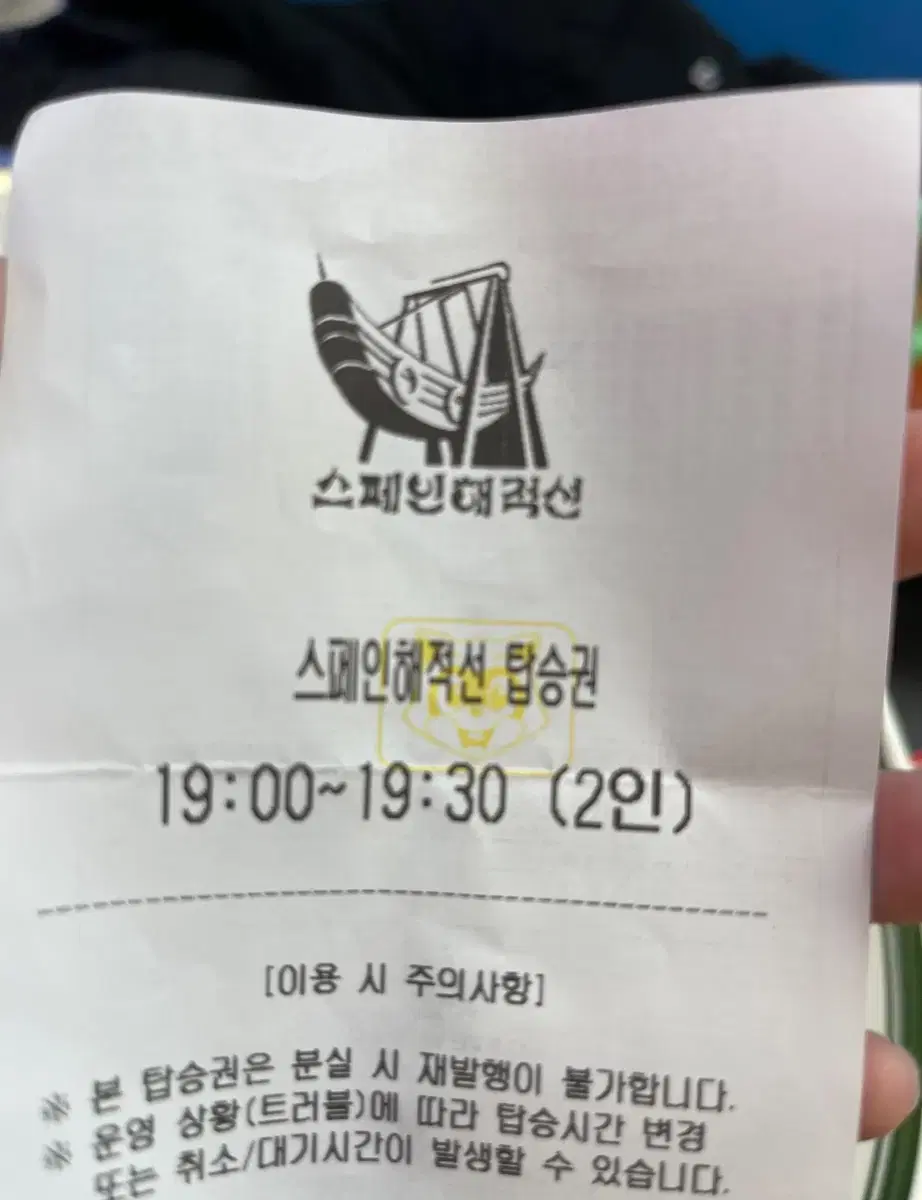 스페인해적선
스페인해적선 탑승권
19:00~19:30 (2인)
[이용 시 주의사항]
※ 본 탑승권은 분실 시 재발행이 불가합니다.
※ 운영 상황(트러블)에 따라 탑승시간 변경
또는 취소/대기시간이 발생할 수 있습니다.